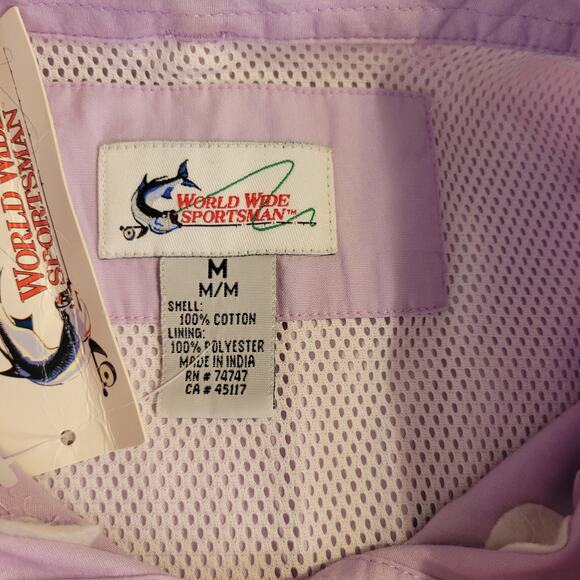 WORLD WIDE
SPORTSMAN
WORLD WIDE
SPORTSMAN™
M
M/M
SHELL:
100% COTTON
LINING:
100% POLYESTER
MADE IN INDIA
RN # 74747
CA # 45117